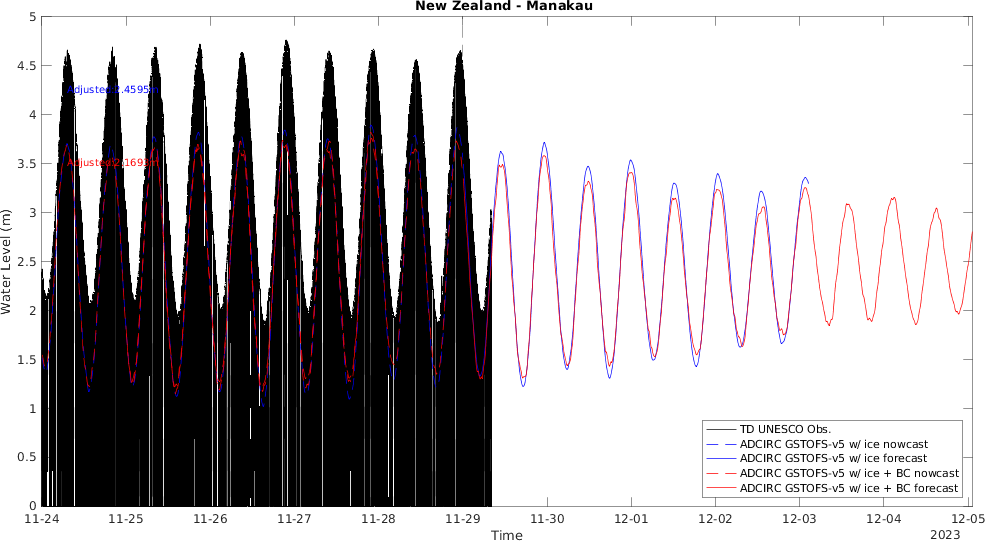 New Zealand - Manakau
5
4.5
4
3.5
3
2.5
2
1.5
1
0.5
0
Water Level (m)
Adjusted 2.4595
TD UNESCO Obs.
ADCIRC GSTOFS-v5 w/ ice nowcast
ADCIRC GSTOFS-v5 w/ ice forecast
ADCIRC GSTOFS-v5 w/ ice + BC nowcast
ADCIRC GSTOFS-v5 w/ ice + BC forecast
11-24 11-25 11-26 11-27 11-28 11-29 11-30 12-01 12-02 12-03 12-04 12-05
Time
2023